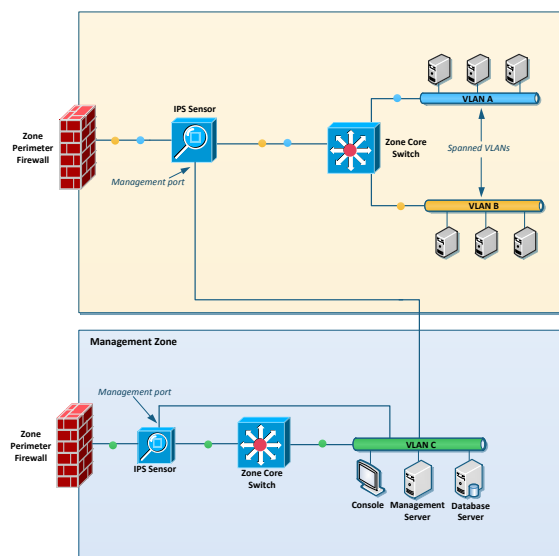 VLAN A
IPS Sensor
Zone
Perimeter
Firewall
Zone Core
Switch
Spanned VLANs
Management port
VLAN B
Management Zone
Management port
Zone
Perimeter
Firewall
VLAN C
IPS Sensor
Zone Core
Switch
Console
Management
Server
Database
Server